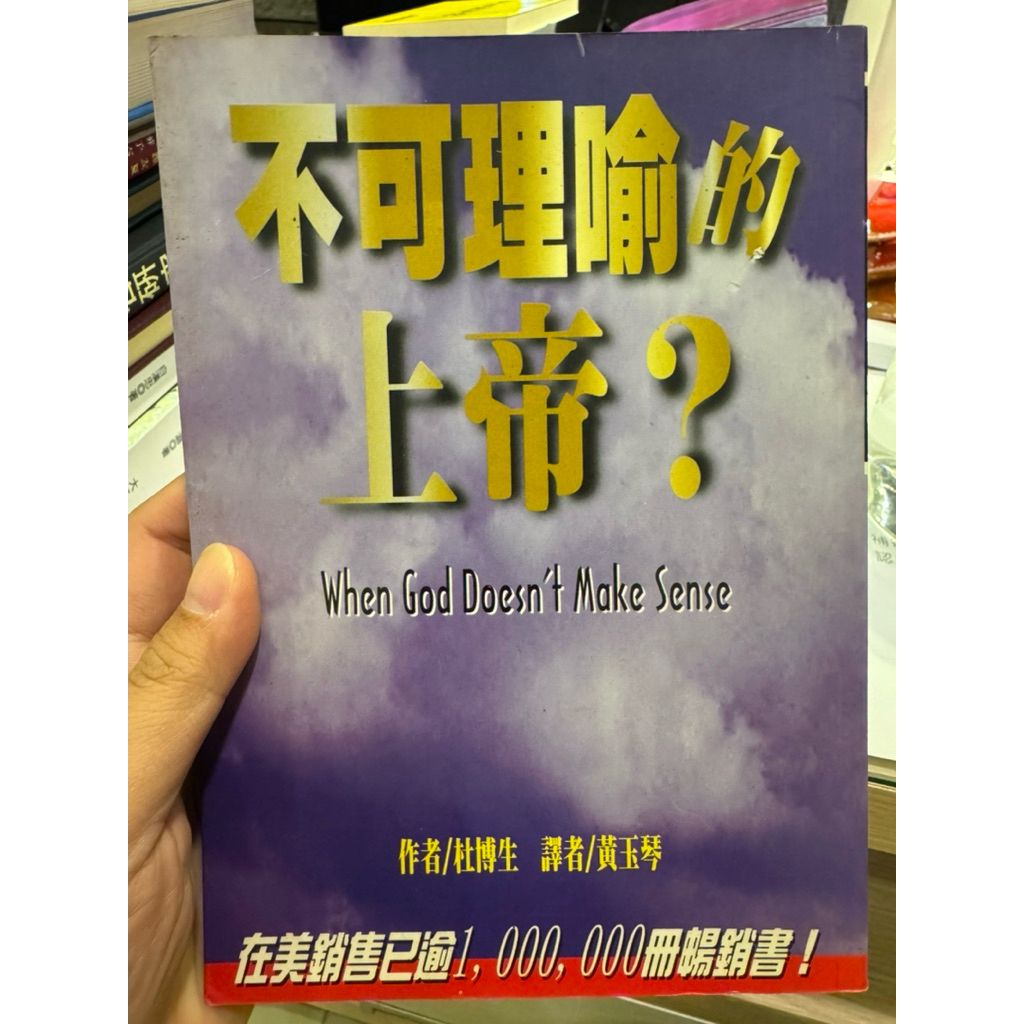 不可理喻的
上帝？
When God Doesn't Make Sense
作者/杜博生 譯者/黃玉琴
在美銷售已逾1,000,000冊暢銷書！